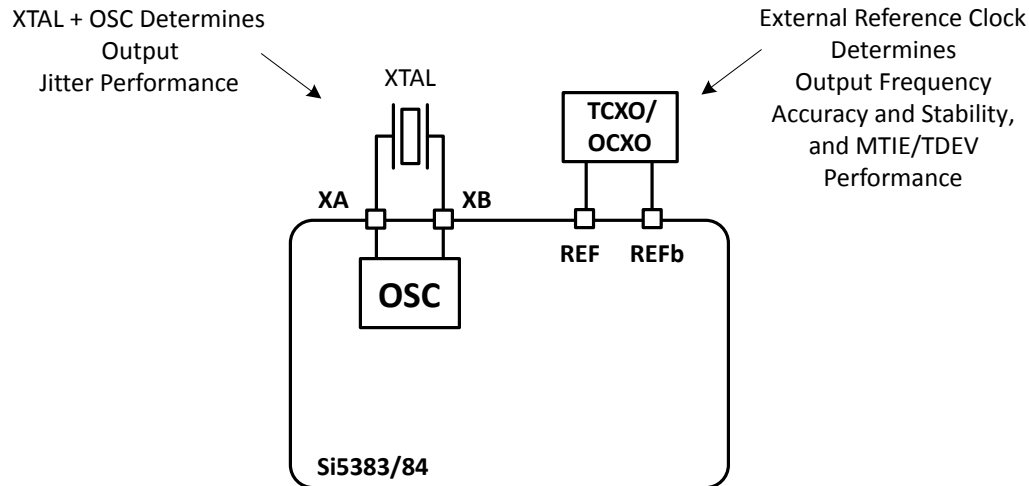 XTAL + OSC Determines
Output
Jitter Performance
External Reference Clock
Determines
Output Frequency
Accuracy and Stability,
and MTIE/TDEV
Performance
XTAL
TCXO/
OCXO
XA
XB
REF
REFb
OSC
Si5383/84